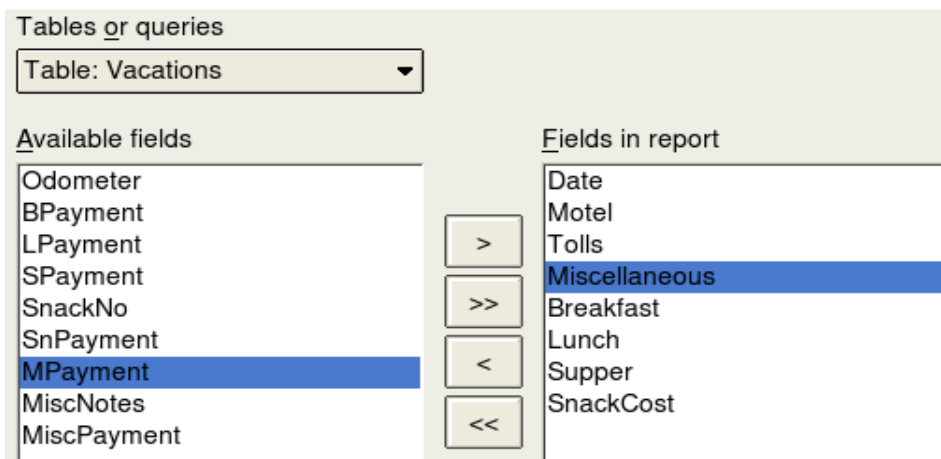 Tables or queries
Table: Vacations
Available fields
Odometer
BPayment
LPayment
SPayment
SnackNo
SnPayment
MPayment
MiscNotes
MiscPayment
>
>>
<
<<
Fields in report
Date
Motel
Tolls
Miscellaneous
Breakfast
Lunch
Supper
SnackCost